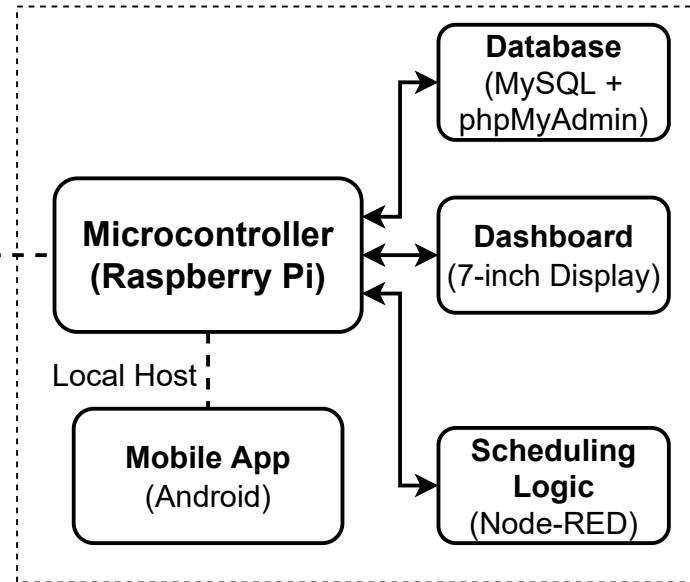 Database
(MySQL +
phpMyAdmin)
Microcontroller
(Raspberry Pi)
Dashboard
(7-inch Display)
Local Host
Mobile App
(Android)
Scheduling
Logic
(Node-RED)